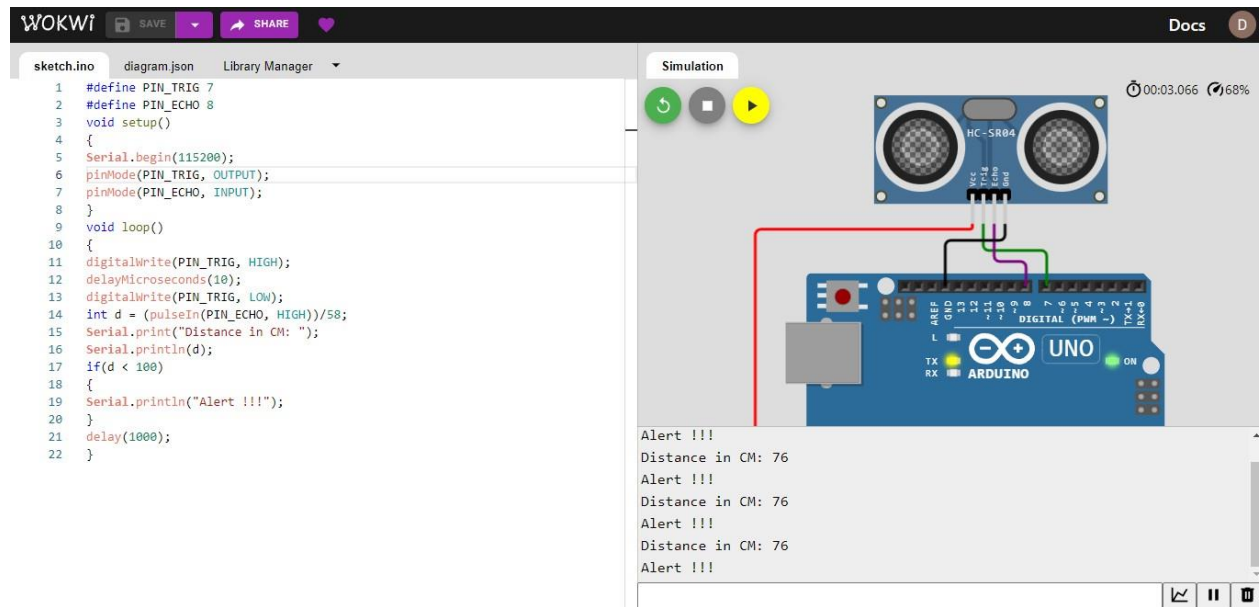 WOKWi SAVE SHARE Docs D
sketch.ino diagram.json Library Manager
1 #define PIN_TRIG 7
2 #define PIN_ECHO 8
3 void setup()
4 {
5 Serial.begin(115200);
6 pinMode(PIN_TRIG, OUTPUT);
7 pinMode(PIN_ECHO, INPUT);
8 }
9 void loop()
10 {
11 digitalWrite(PIN_TRIG, HIGH);
12 delayMicroseconds(10);
13 digitalWrite(PIN_TRIG, LOW);
14 int d = (pulseIn(PIN_ECHO, HIGH))/58;
15 Serial.print("Distance in CM: ");
16 Serial.println(d);
17 if(d < 100)
18 {
19 Serial.println("Alert !!!");
20 }
21 delay(1000);
22 }
Simulation
00:03.066 68%
HC-SR04
Vcc
Trig
Echo
Gnd
AREF
GND
13
12
~11
~10
~9
8
7
~6
~5
4
~3
2
TX→1
RX←0
DIGITAL (PWM ~)
L
TX
RX
UNO
ON
ARDUINO
Alert !!!
Distance in CM: 76
Alert !!!
Distance in CM: 76
Alert !!!
Distance in CM: 76
Alert !!!